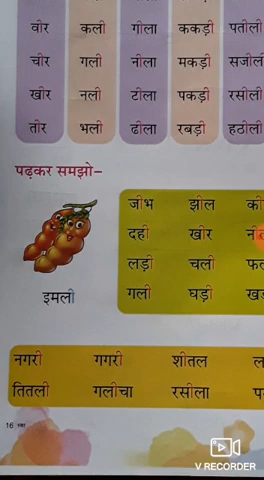 वीर कली गीला ककड़ी पतीली
चीर गली नीला मकड़ी
खीर नली टीला पकड़ी रसीली
तीर भली ढीला रबड़ी हठीली
पढ़कर समझो–
जीभ झील
दही खीर
लड़ी चली
गली घड़ी
इमली
नगरी गगरी शीतल
तितली गलीचा रसीला
16
V RECORDER